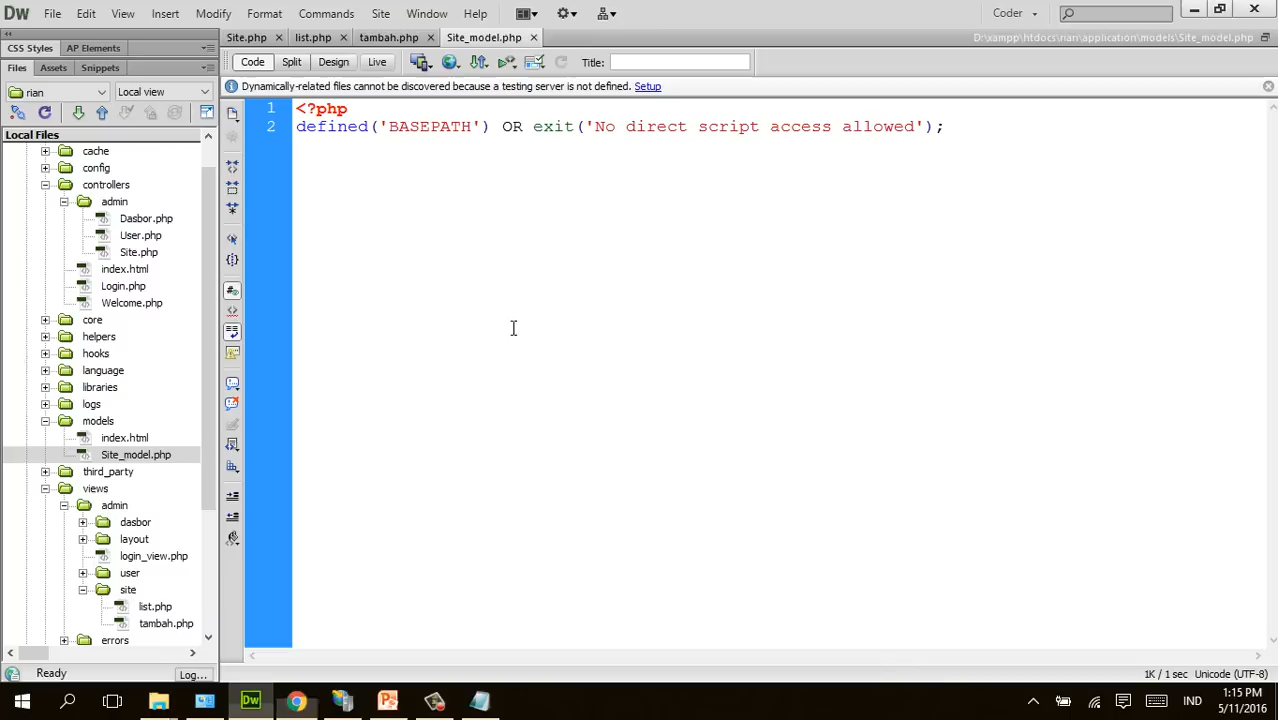 Dw File Edit View Insert Modify Format Commands Site Window Help Coder
CSS Styles AP Elements
Site.php list.php tambah.php Site_model.php D:\xampp\htdocs\rian\application\models\Site_model.php
Files Assets Snippets
Code Split Design Live Title:
rian Local view
Dynamically-related files cannot be discovered because a testing server is not defined. Setup
Local Files
1 <?php
2 defined('BASEPATH') OR exit('No direct script access allowed');
cache
config
controllers
admin
Dasbor.php
User.php
Site.php
index.html
Login.php
Welcome.php
core
helpers
hooks
language
libraries
logs
models
index.html
Site_model.php
third_party
views
admin
dasbor
layout
login_view.php
user
site
list.php
tambah.php
errors
Ready Log... 1K / 1 sec Unicode (UTF-8)
Dw IND 1:15 PM
5/11/2016